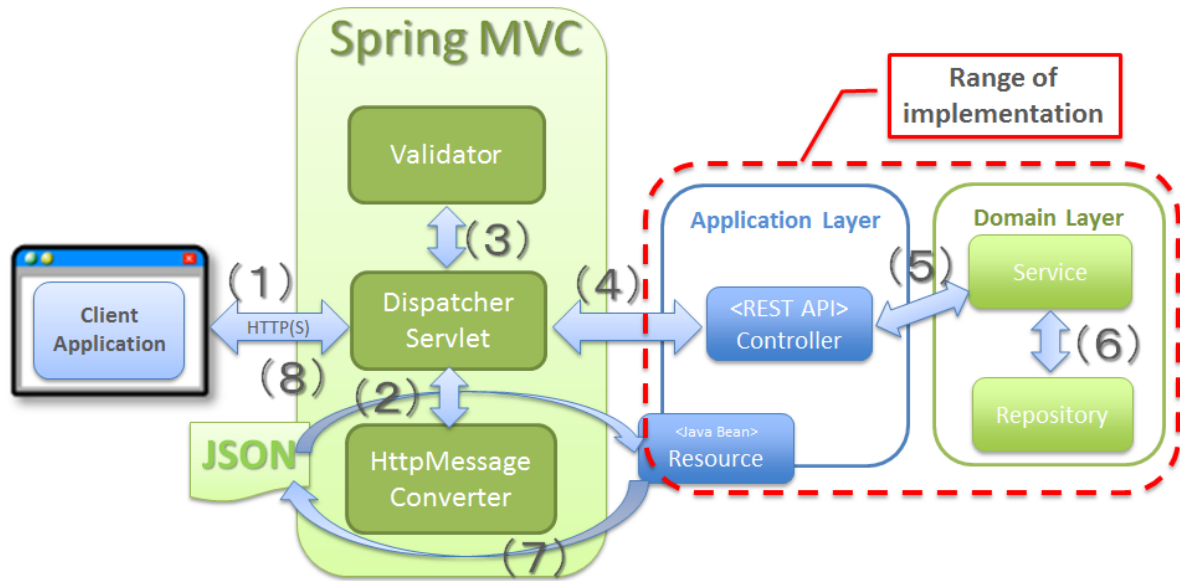 Spring MVC
Range of
implementation
Validator
Application Layer
Domain Layer
(3)
(1)
(4)
(5)
Service
Client
Application
HTTP(S)
Dispatcher
Servlet
<REST API>
Controller
(6)
(8)
(2)
Repository
JSON
HttpMessage
Converter
<Java Bean>
Resource
(7)